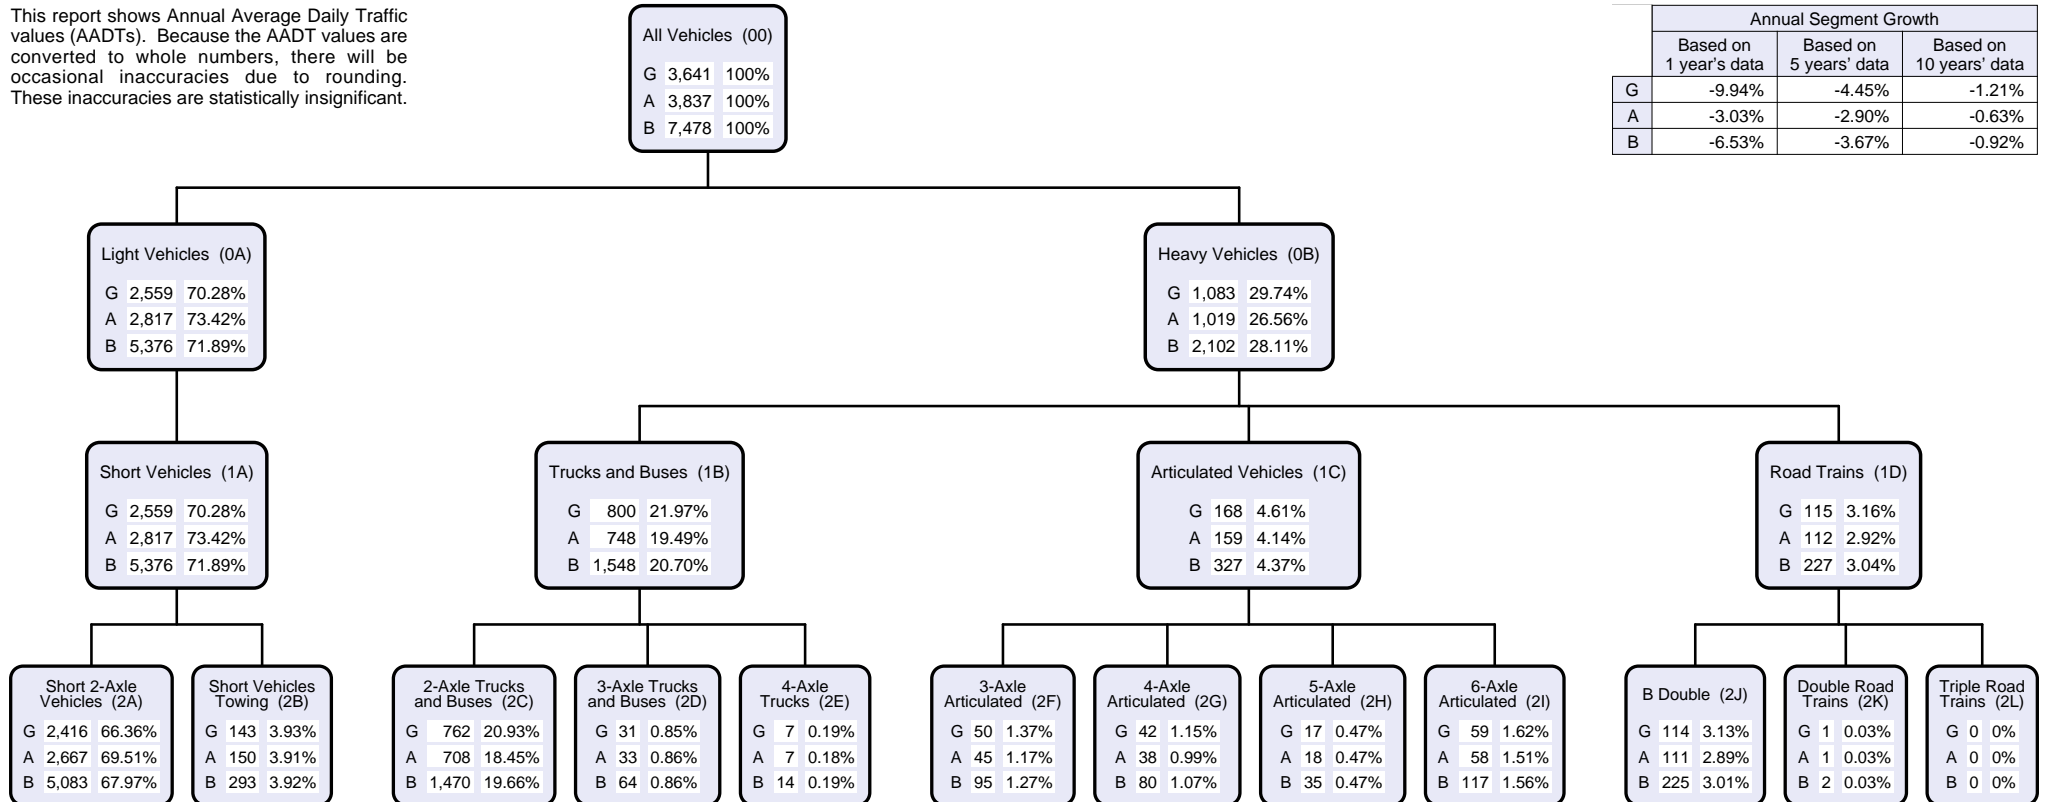 This report shows Annual Average Daily Traffic
values (AADTs). Because the AADT values are
converted to whole numbers, there will be
occasional inaccuracies due to rounding.
These inaccuracies are statistically insignificant.
All Vehicles (00)
G 3,641 100%
A 3,837 100%
B 7,478 100%
Annual Segment Growth
Based on 1 year's data Based on 5 years' data Based on 10 years' data
G -9.94% -4.45% -1.21%
A -3.03% -2.90% -0.63%
B -6.53% -3.67% -0.92%
Light Vehicles (0A)
G 2,559 70.28%
A 2,817 73.42%
B 5,376 71.89%
Heavy Vehicles (0B)
G 1,083 29.74%
A 1,019 26.56%
B 2,102 28.11%
Short Vehicles (1A)
G 2,559 70.28%
A 2,817 73.42%
B 5,376 71.89%
Trucks and Buses (1B)
G 800 21.97%
A 748 19.49%
B 1,548 20.70%
Articulated Vehicles (1C)
G 168 4.61%
A 159 4.14%
B 327 4.37%
Road Trains (1D)
G 115 3.16%
A 112 2.92%
B 227 3.04%
Short 2-Axle
Vehicles (2A)
G 2,416 66.36%
A 2,667 69.51%
B 5,083 67.97%
Short Vehicles
Towing (2B)
G 143 3.93%
A 150 3.91%
B 293 3.92%
2-Axle Trucks
and Buses (2C)
G 762 20.93%
A 708 18.45%
B 1,470 19.66%
3-Axle Trucks
and Buses (2D)
G 31 0.85%
A 33 0.86%
B 64 0.86%
4-Axle
Trucks (2E)
G 7 0.19%
A 7 0.18%
B 14 0.19%
3-Axle
Articulated (2F)
G 50 1.37%
A 45 1.17%
B 95 1.27%
4-Axle
Articulated (2G)
G 42 1.15%
A 38 0.99%
B 80 1.07%
5-Axle
Articulated (2H)
G 17 0.47%
A 18 0.47%
B 35 0.47%
6-Axle
Articulated (2I)
G 59 1.62%
A 58 1.51%
B 117 1.56%
B Double (2J)
G 114 3.13%
A 111 2.89%
B 225 3.01%
Double Road
Trains (2K)
G 1 0.03%
A 1 0.03%
B 2 0.03%
Triple Road
Trains (2L)
G 0 0%
A 0 0%
B 0 0%